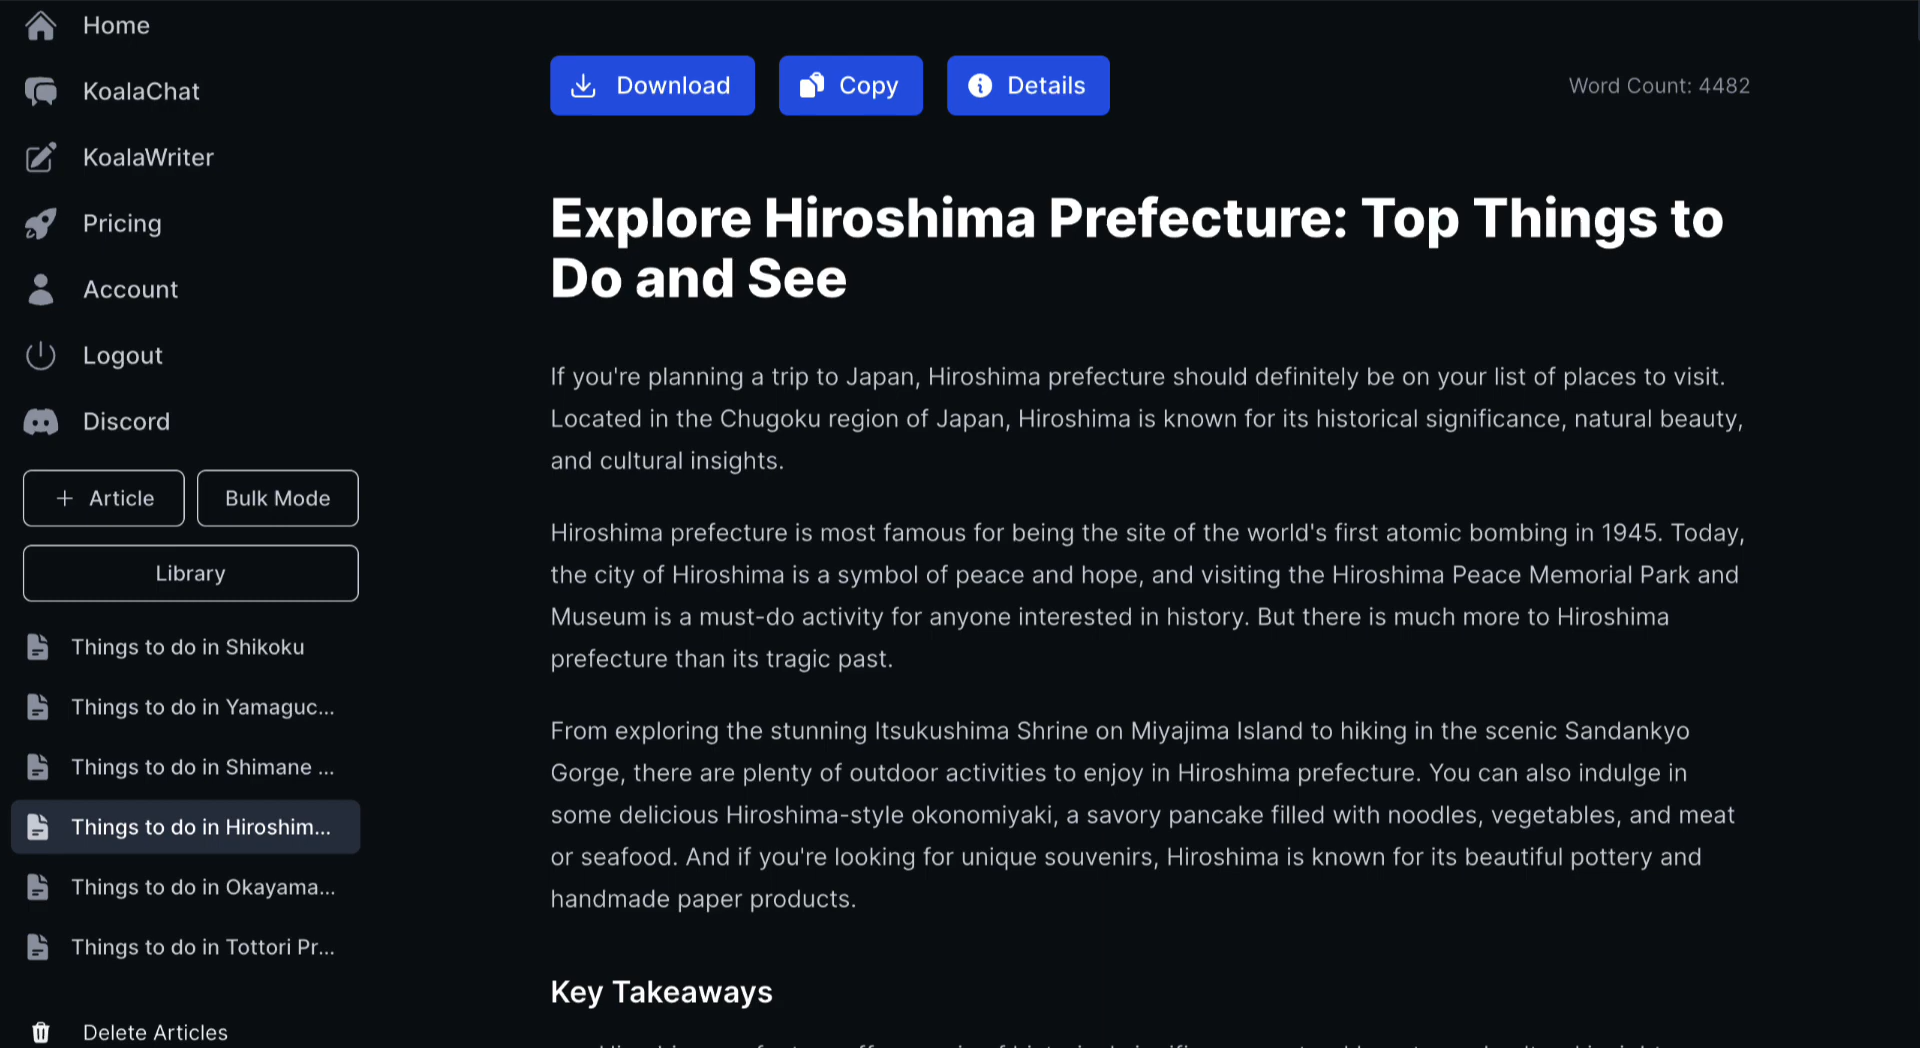 Home
KoalaChat
KoalaWriter
Pricing
Account
Logout
Discord
+ Article
Bulk Mode
Library
Things to do in Shikoku
Things to do in Yamaguc...
Things to do in Shimane ...
Things to do in Hiroshim...
Things to do in Okayama...
Things to do in Tottori Pr...
Delete Articles
Download
Copy
Details
Word Count: 4482
Explore Hiroshima Prefecture: Top Things to
Do and See
If you're planning a trip to Japan, Hiroshima prefecture should definitely be on your list of places to visit.
Located in the Chugoku region of Japan, Hiroshima is known for its historical significance, natural beauty,
and cultural insights.
Hiroshima prefecture is most famous for being the site of the world's first atomic bombing in 1945. Today,
the city of Hiroshima is a symbol of peace and hope, and visiting the Hiroshima Peace Memorial Park and
Museum is a must-do activity for anyone interested in history. But there is much more to Hiroshima
prefecture than its tragic past.
From exploring the stunning Itsukushima Shrine on Miyajima Island to hiking in the scenic Sandankyo
Gorge, there are plenty of outdoor activities to enjoy in Hiroshima prefecture. You can also indulge in
some delicious Hiroshima-style okonomiyaki, a savory pancake filled with noodles, vegetables, and meat
or seafood. And if you're looking for unique souvenirs, Hiroshima is known for its beautiful pottery and
handmade paper products.
Key Takeaways